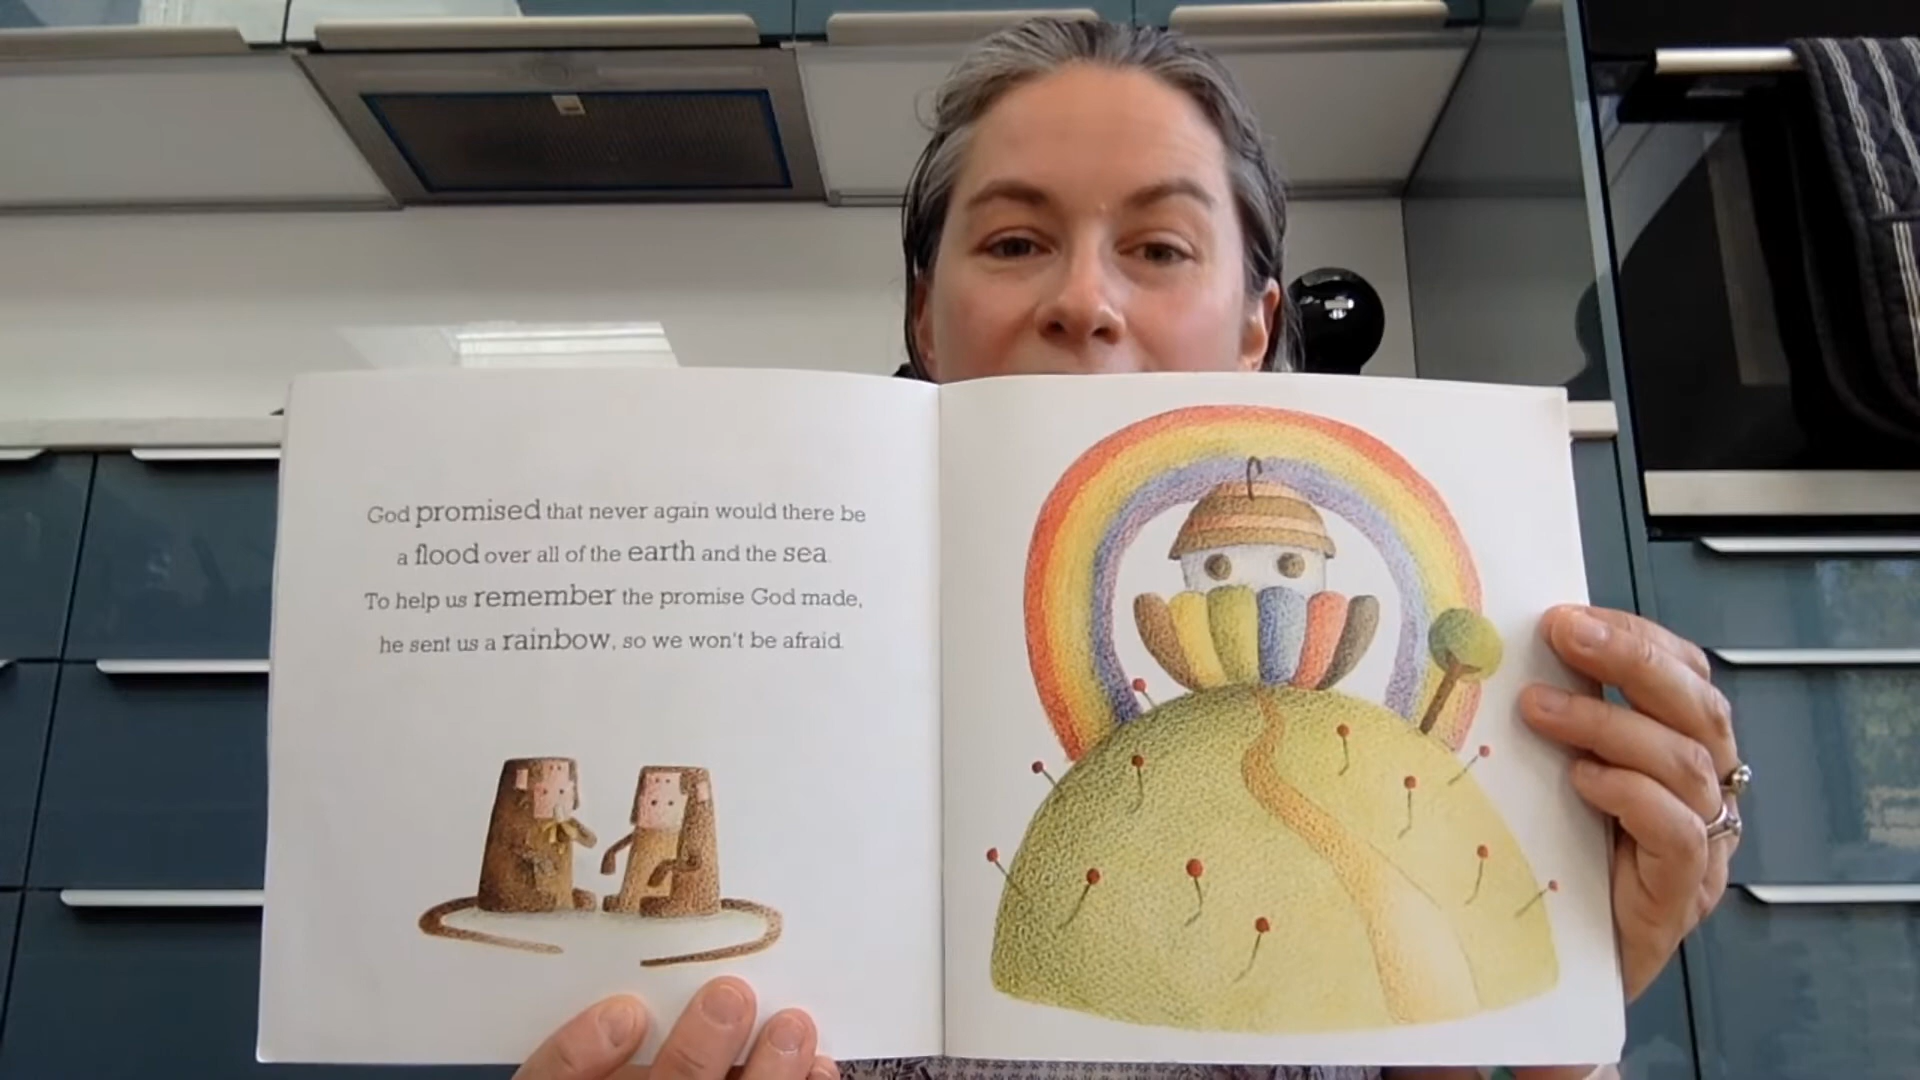 God promised that never again would there be
a flood over all of the earth and the sea.
To help us remember the promise God made,
he sent us a rainbow, so we won't be afraid.